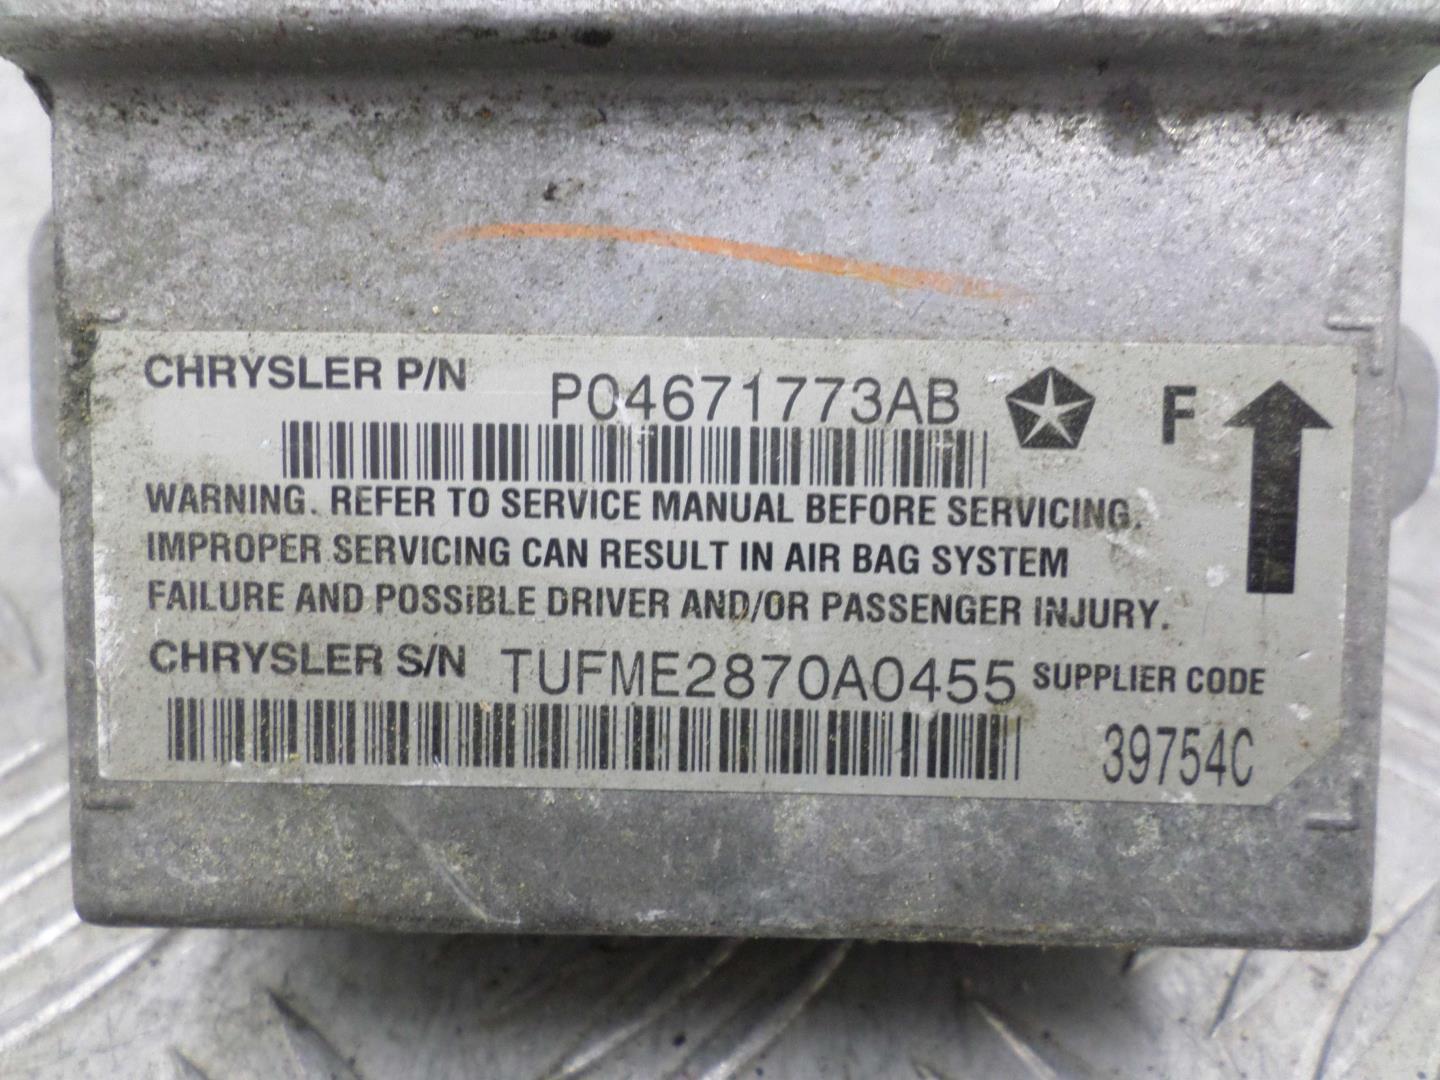 CHRYSLER P/N P04671773AB F
WARNING. REFER TO SERVICE MANUAL BEFORE SERVICING.
IMPROPER SERVICING CAN RESULT IN AIR BAG SYSTEM
FAILURE AND POSSIBLE DRIVER AND/OR PASSENGER INJURY.
CHRYSLER S/N TUFME2870A0455 SUPPLIER CODE
39754C